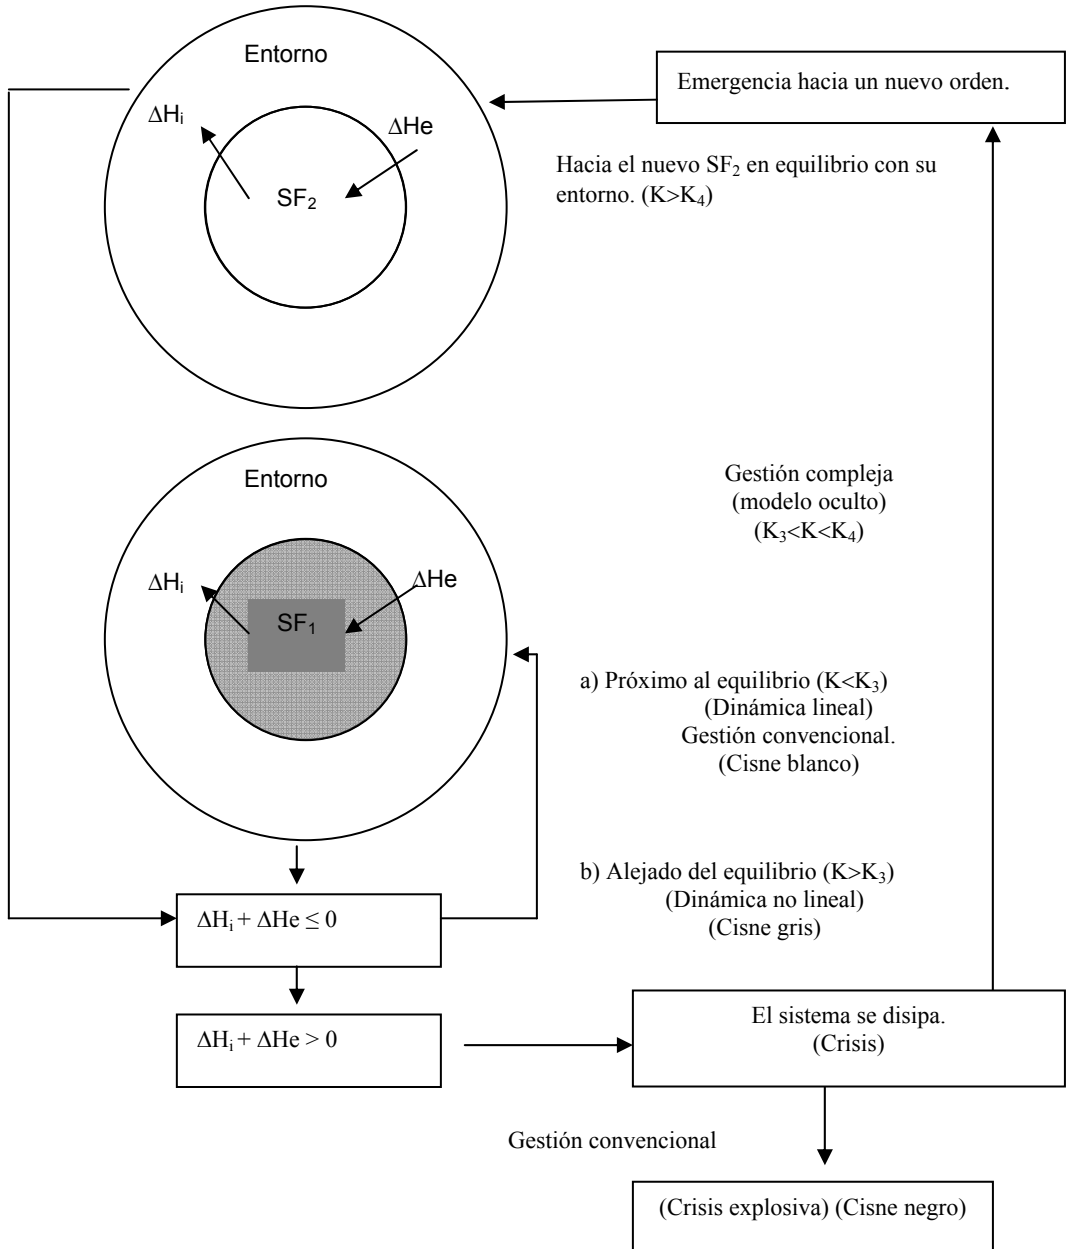 Entorno
ΔHᵢ
ΔHe
SF₂
Emergencia hacia un nuevo orden.
Hacia el nuevo SF₂ en equilibrio con su
entorno. (K>K₄)
Entorno
ΔHᵢ
ΔHe
SF₁
Gestión compleja
(modelo oculto)
(K₃<K<K₄)
a) Próximo al equilibrio (K<K₃)
(Dinámica lineal)
Gestión convencional.
(Cisne blanco)
b) Alejado del equilibrio (K>K₃)
(Dinámica no lineal)
(Cisne gris)
ΔHᵢ + ΔHe ≤ 0
ΔHᵢ + ΔHe > 0
El sistema se disipa.
(Crisis)
Gestión convencional
(Crisis explosiva) (Cisne negro)